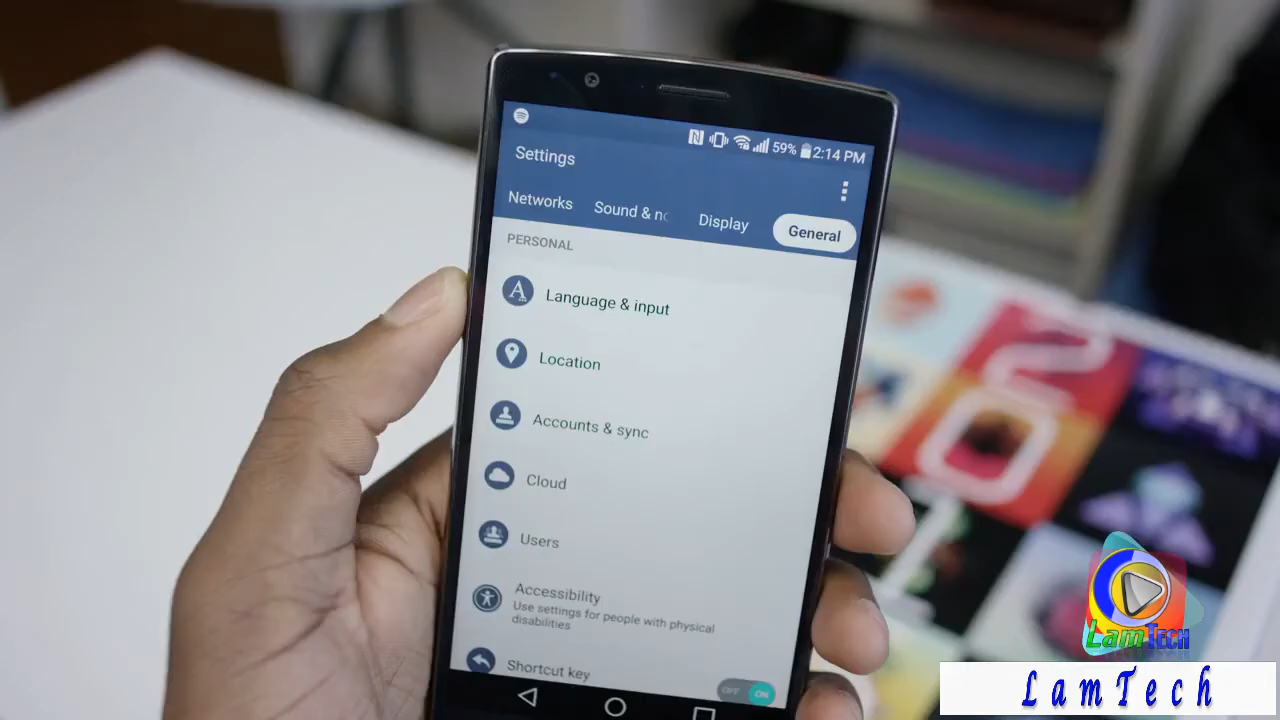 59% 2:14 PM
Settings
Networks Sound & no Display General
PERSONAL
Language & input
Location
Accounts & sync
Cloud
Users
Accessibility
Use settings for people with physical
disabilities
Shortcut key
OFF ON
LamTech
LamTech